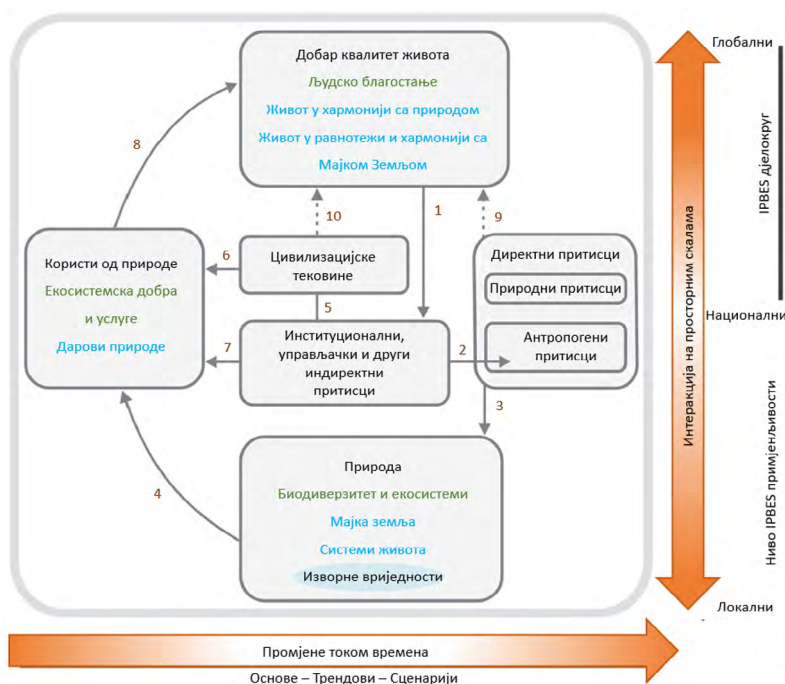 Добар квалитет живота
Људско благостање
Живот у хармонији са природом
Живот у равнотежи и хармонији са
Мајком Земљом
8
10
1
9
Користи од природе
Екосистемска добра
и услуге
Дарови природе
6
Цивилизацијске
тековине
5
7
Институционални,
управљачки и други
индиректни
притисци
2
Директни притисци
Природни притисци
Антропогени
притисци
3
4
Природа
Биодиверзитет и екосистеми
Мајка земља
Системи живота
Изворне вриједности
Глобални
Национални
Локални
Интеракција на просторним скалама
IPBES дјелокруг
Ниво IPBES примјенљивости
Промјене током времена
Основе – Трендови – Сценарији